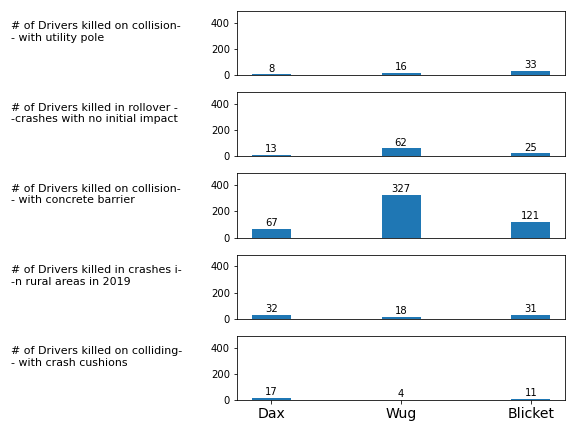 # of Drivers killed on collision-
- with utility pole
400
200
0
8
16
33
# of Drivers killed in rollover -
-crashes with no initial impact
400
200
0
13
62
25
# of Drivers killed on collision-
- with concrete barrier
400
200
0
67
327
121
# of Drivers killed in crashes i-
-n rural areas in 2019
400
200
0
32
18
31
# of Drivers killed on colliding-
- with crash cushions
400
200
0
17
4
11
Dax Wug Blicket